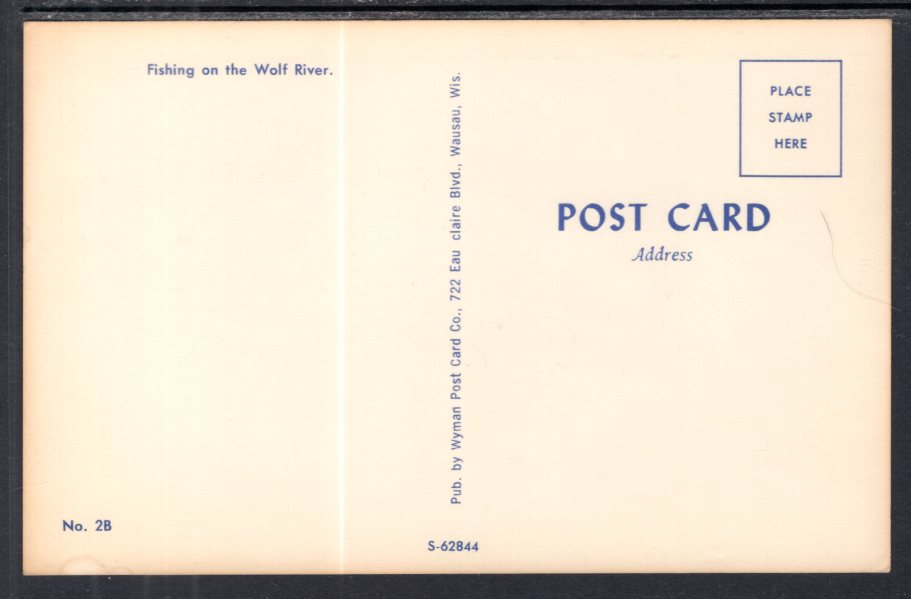 Fishing on the Wolf River.
No. 2B
Pub. by Wyman Post Card Co., 722 Eau claire Blvd., Wausau, Wis.
S-62844
PLACE
STAMP
HERE
POST CARD
Address